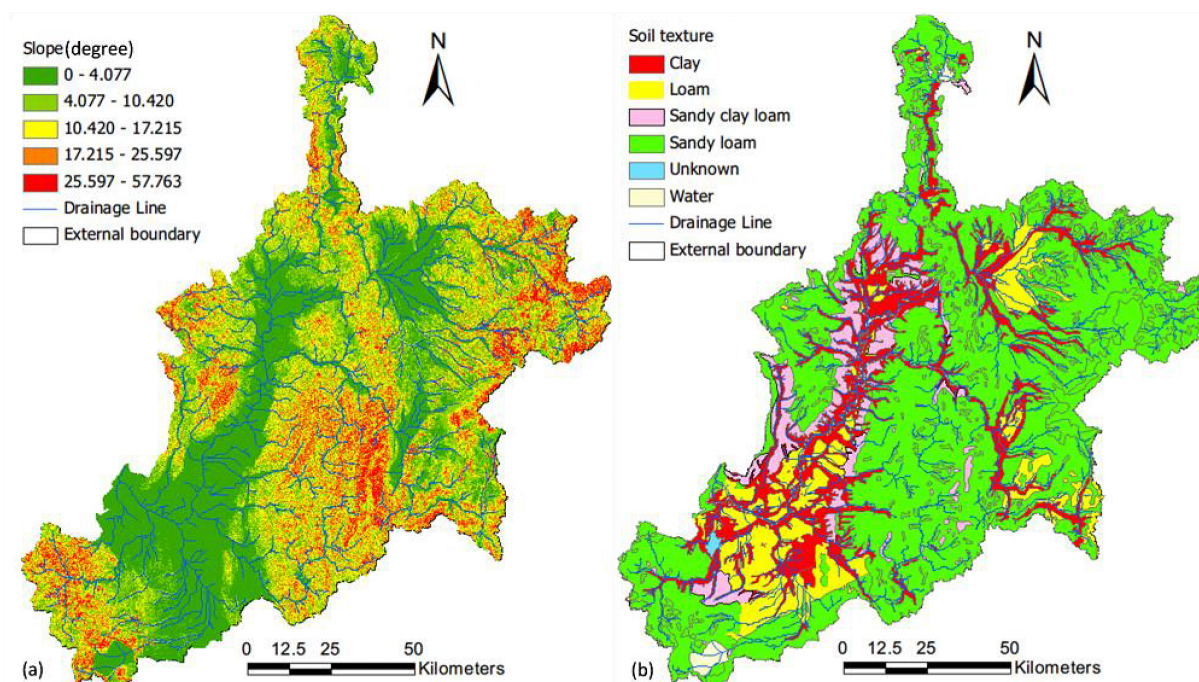 Slope(degree)
0 - 4.077
4.077 - 10.420
10.420 - 17.215
17.215 - 25.597
25.597 - 57.763
Drainage Line
External boundary
N
0 12.5 25 50
Kilometers
(a)
Soil texture
Clay
Loam
Sandy clay loam
Sandy loam
Unknown
Water
Drainage Line
External boundary
N
0 12.5 25 50
Kilometers
(b)